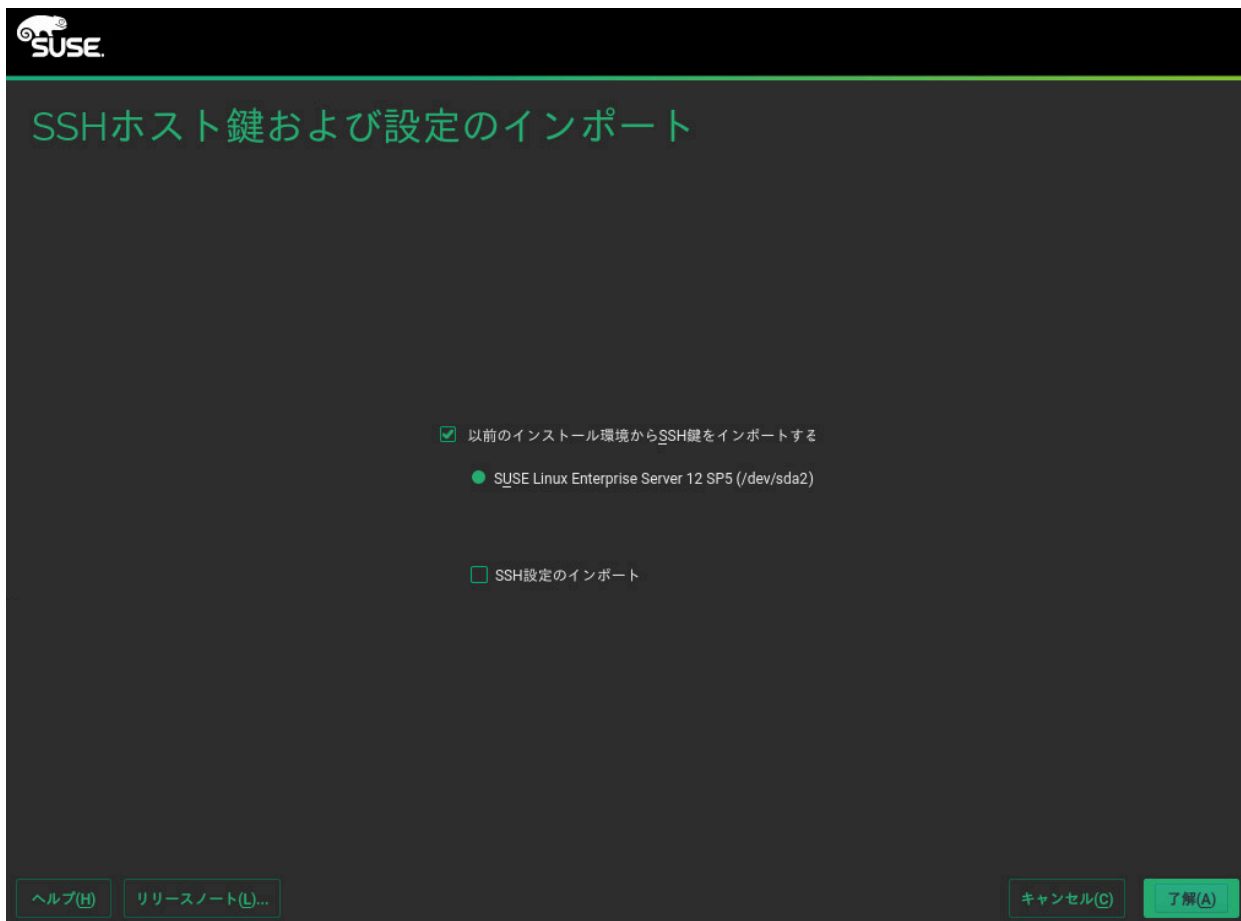 SUSE.
SSHホスト鍵および設定のインポート
以前のインストール環境からSSH鍵をインポートする
SUSE Linux Enterprise Server 12 SP5 (/dev/sda2)
SSH設定のインポート
ヘルプ(H) リリースノート(L)... キャンセル(C) 了解(A)